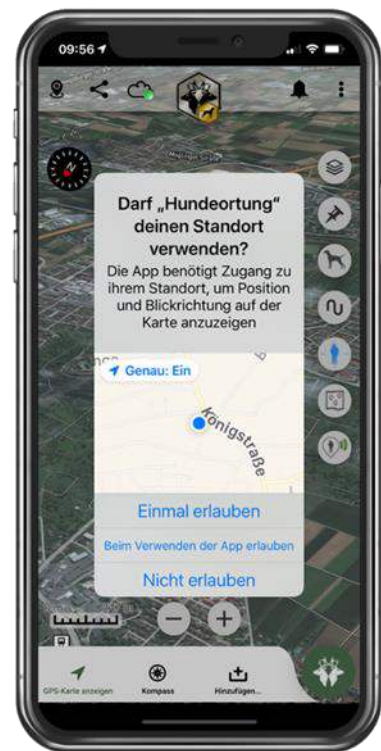 09:56
Darf „Hundeortung“
deinen Standort
verwenden?
Die App benötigt Zugang zu
ihrem Standort, um Position
und Blickrichtung auf der
Karte anzuzeigen
Genau: Ein
Königstraße
Einmal erlauben
Beim Verwenden der App erlauben
Nicht erlauben
GPS-Karte anzeigen
Kompass
Hinzufügen...